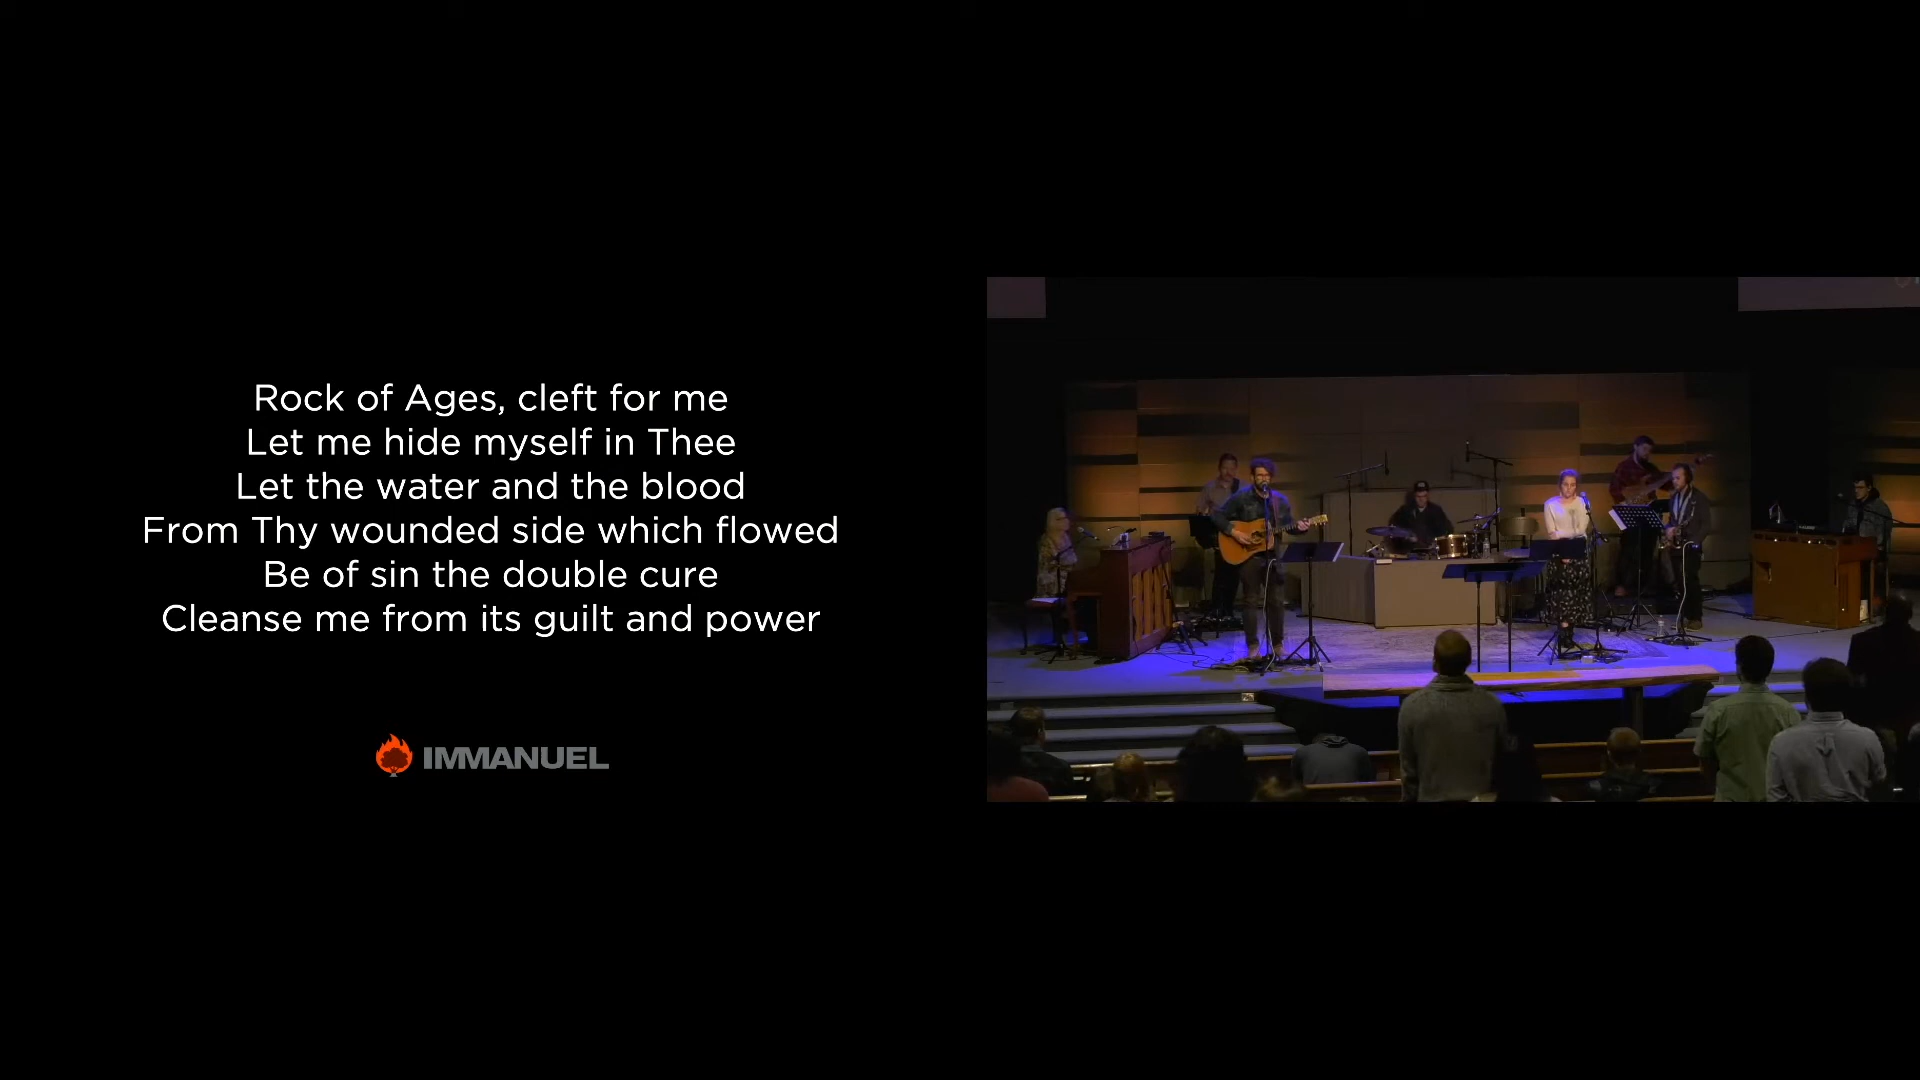 Rock of Ages, cleft for me
Let me hide myself in Thee
Let the water and the blood
From Thy wounded side which flowed
Be of sin the double cure
Cleanse me from its guilt and power
IMMANUEL